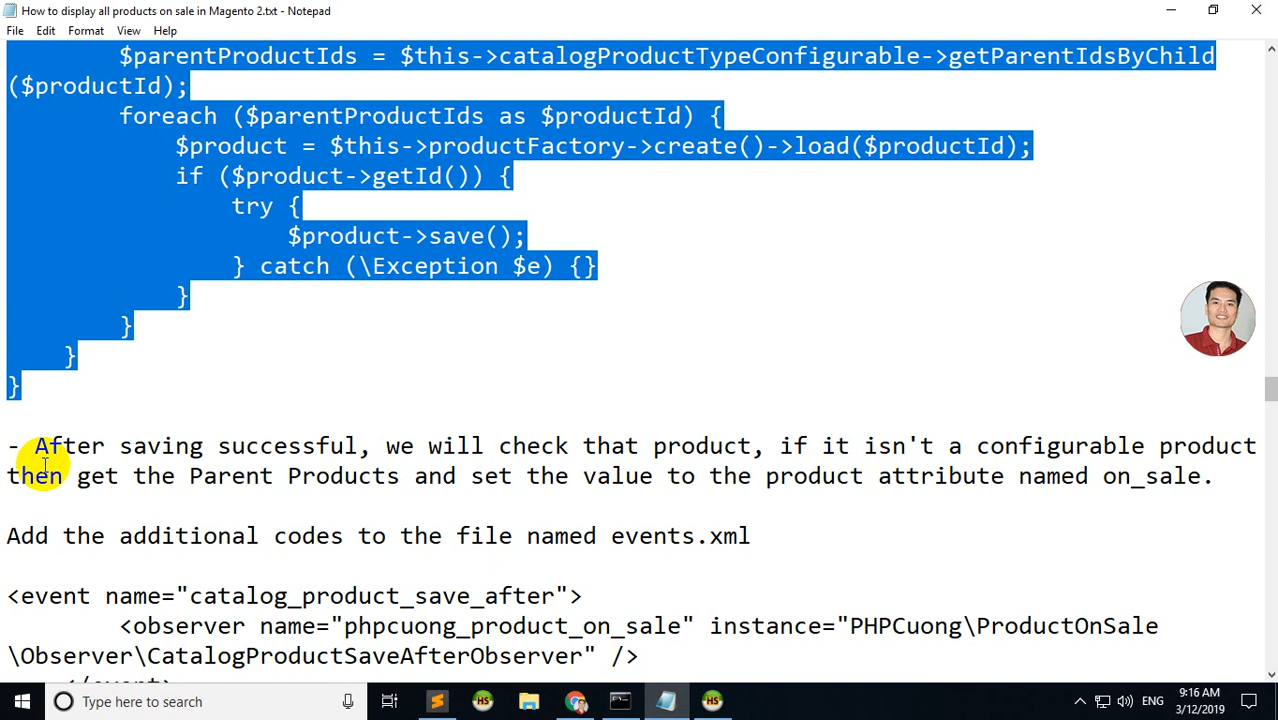 How to display all products on sale in Magento 2.txt - Notepad
File Edit Format View Help
$parentProductIds = $this->catalogProductTypeConfigurable->getParentIdsByChild
($productId);
foreach ($parentProductIds as $productId) {
$product = $this->productFactory->create()->load($productId);
if ($product->getId()) {
try {
$product->save();
} catch (\Exception $e) {}
}
}
}
}
- After saving successful, we will check that product, if it isn't a configurable product
then get the Parent Products and set the value to the product attribute named on_sale.
Add the additional codes to the file named events.xml
<event name="catalog_product_save_after">
<observer name="phpcuong_product_on_sale" instance="PHPCuong\ProductOnSale
\Observer\CatalogProductSaveAfterObserver" />
</event>
Type here to search
HS
HS
ENG
9:16 AM
3/12/2019